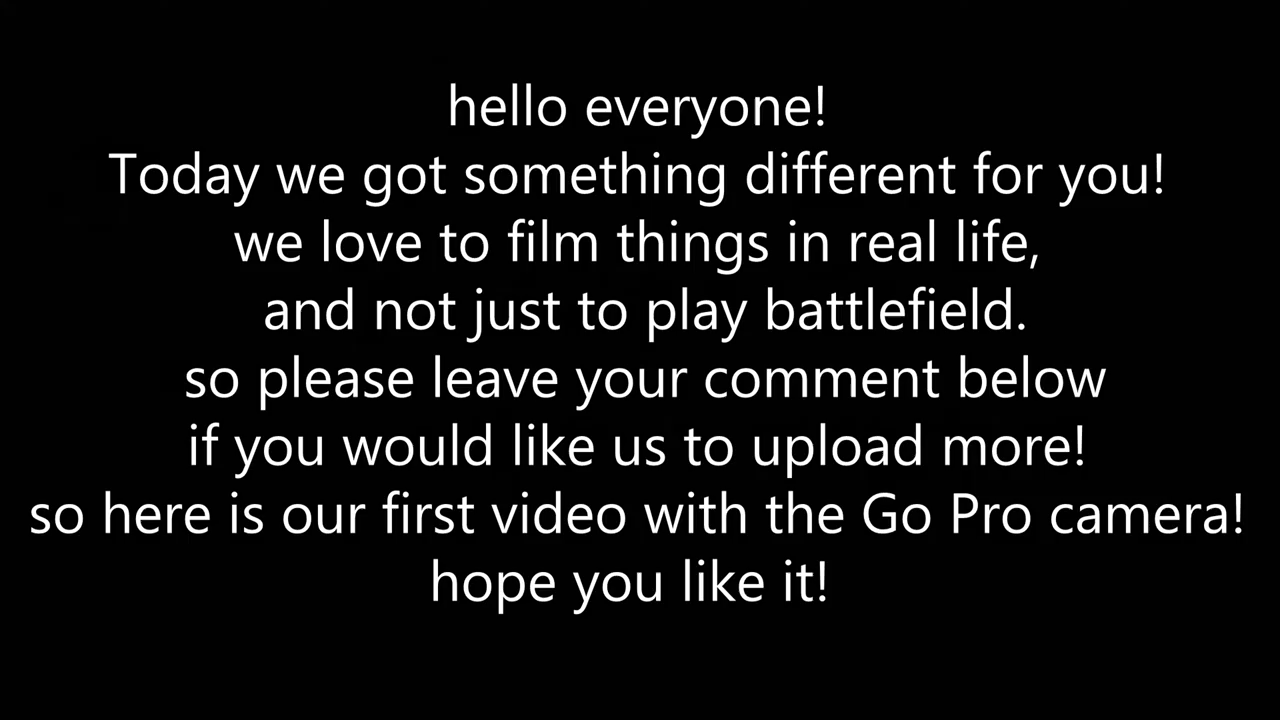 hello everyone!
Today we got something different for you!
we love to film things in real life,
and not just to play battlefield.
so please leave your comment below
if you would like us to upload more!
so here is our first video with the Go Pro camera!
hope you like it!